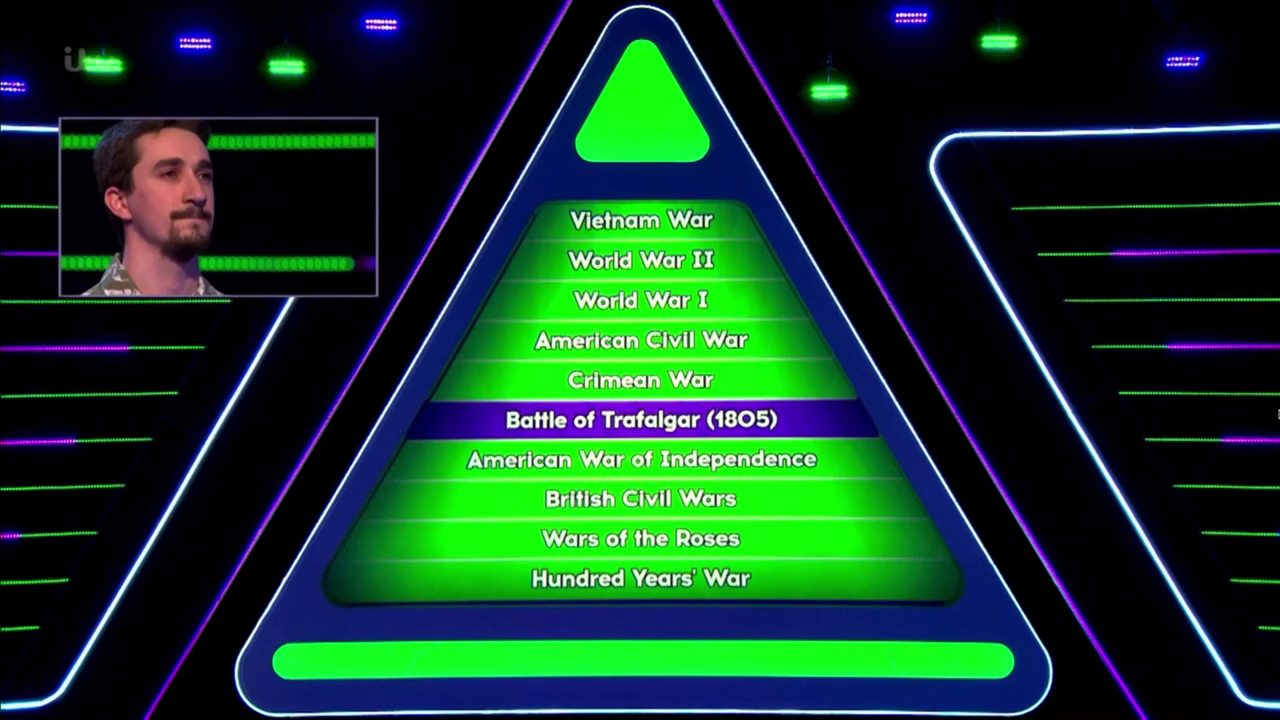 itv
Vietnam War
World War II
World War I
American Civil War
Crimean War
Battle of Trafalgar (1805)
American War of Independence
British Civil Wars
Wars of the Roses
Hundred Years' War